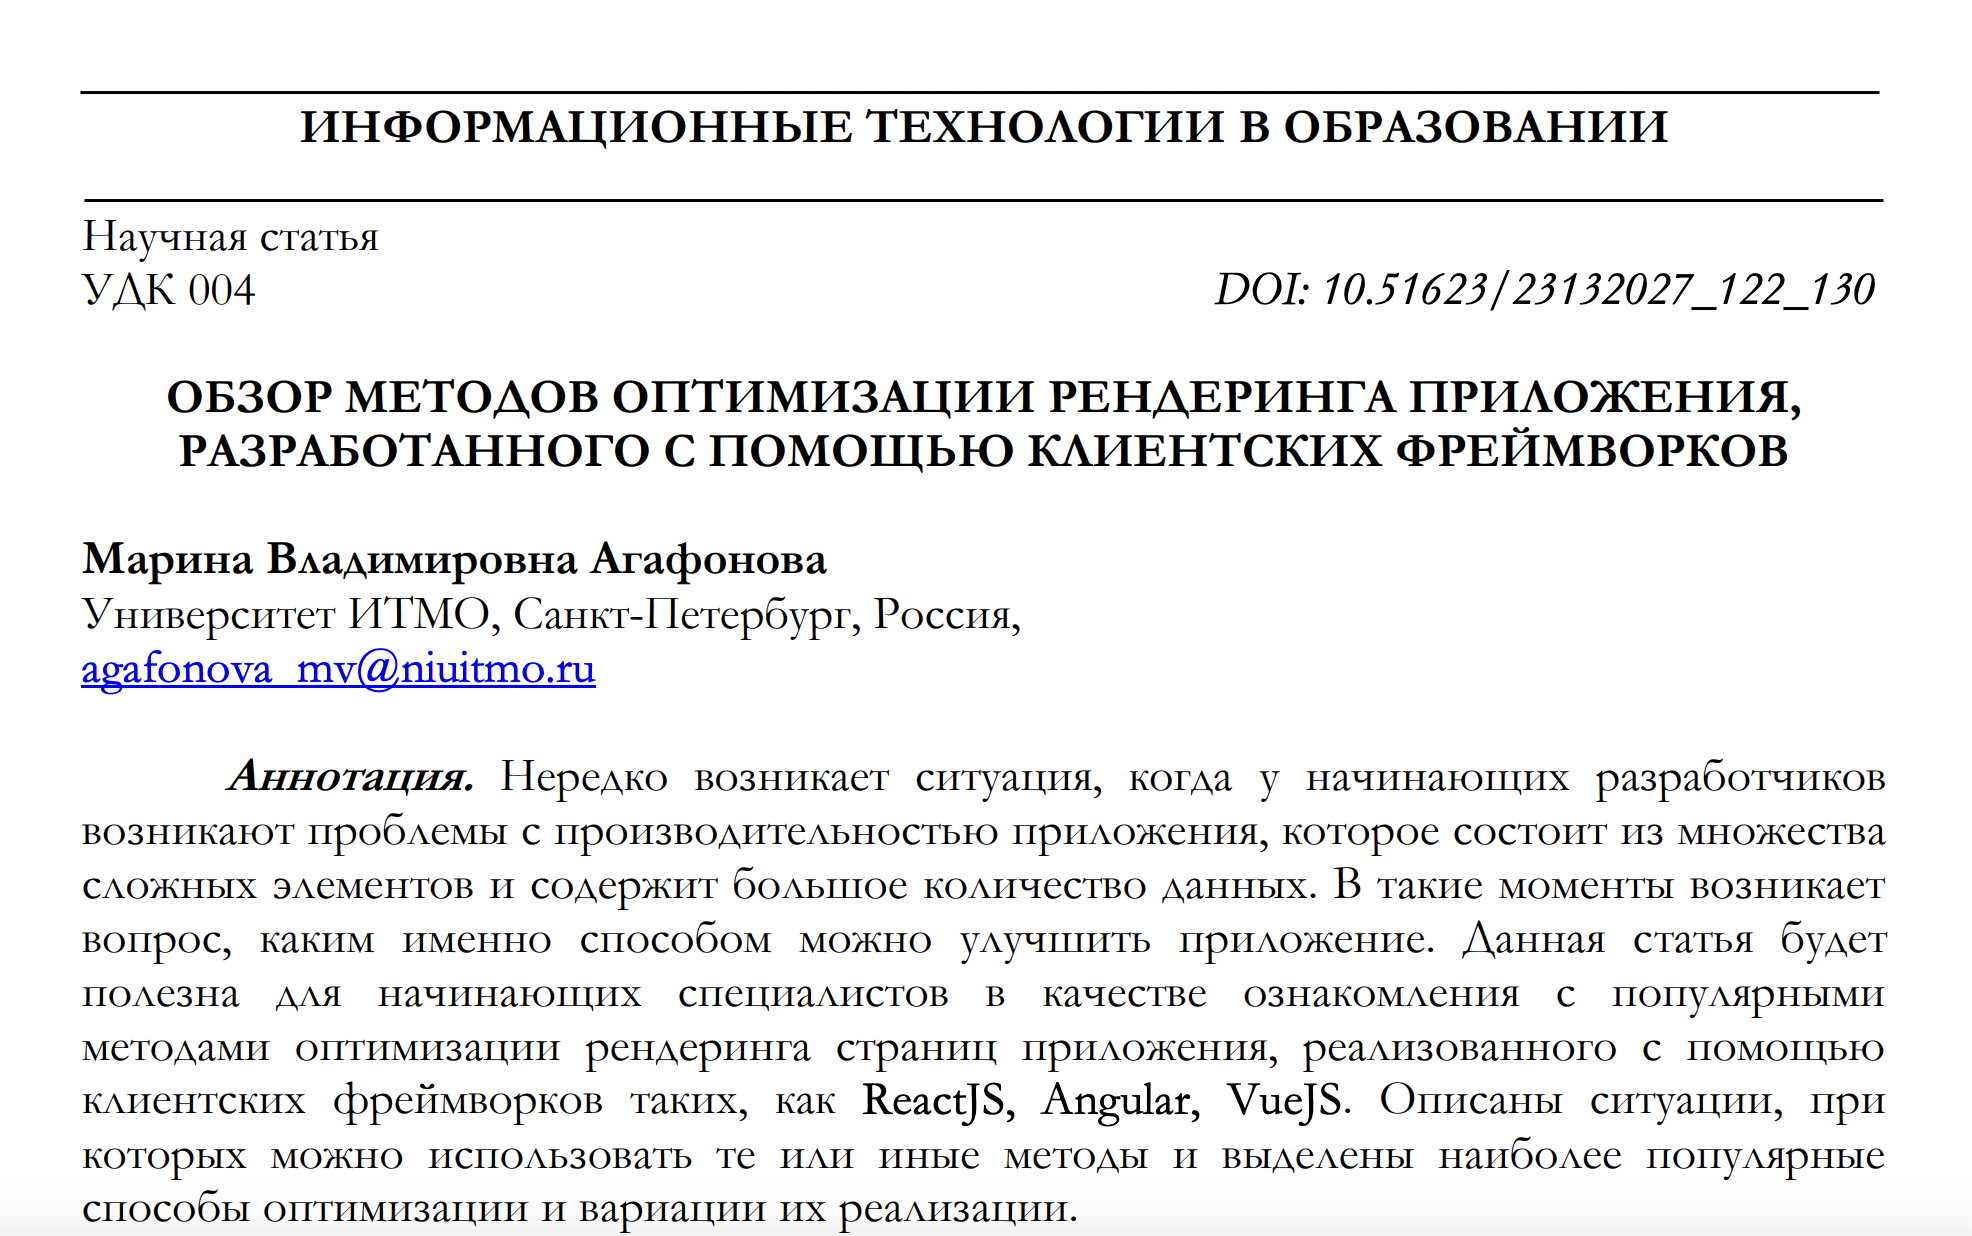 ИНФОРМАЦИОННЫЕ ТЕХНОЛОГИИ В ОБРАЗОВАНИИ
Научная статья
УДК 004
DOI: 10.51623/23132027_122_130
ОБЗОР МЕТОДОВ ОПТИМИЗАЦИИ РЕНДЕРИНГА ПРИЛОЖЕНИЯ,
РАЗРАБОТАННОГО С ПОМОЩЬЮ КЛИЕНТСКИХ ФРЕЙМВОРКОВ
Марина Владимировна Агафонова
Университет ИТМО, Санкт-Петербург, Россия,
agafonova_mv@niuitmo.ru
Аннотация. Нередко возникает ситуация, когда у начинающих разработчиков
возникают проблемы с производительностью приложения, которое состоит из множества
сложных элементов и содержит большое количество данных. В такие моменты возникает
вопрос, каким именно способом можно улучшить приложение. Данная статья будет
полезна для начинающих специалистов в качестве ознакомления с популярными
методами оптимизации рендеринга страниц приложения, реализованного с помощью
клиентских фреймворков таких, как ReactJS, Angular, VueJS. Описаны ситуации, при
которых можно использовать те или иные методы и выделены наиболее популярные
способы оптимизации и вариации их реализации.